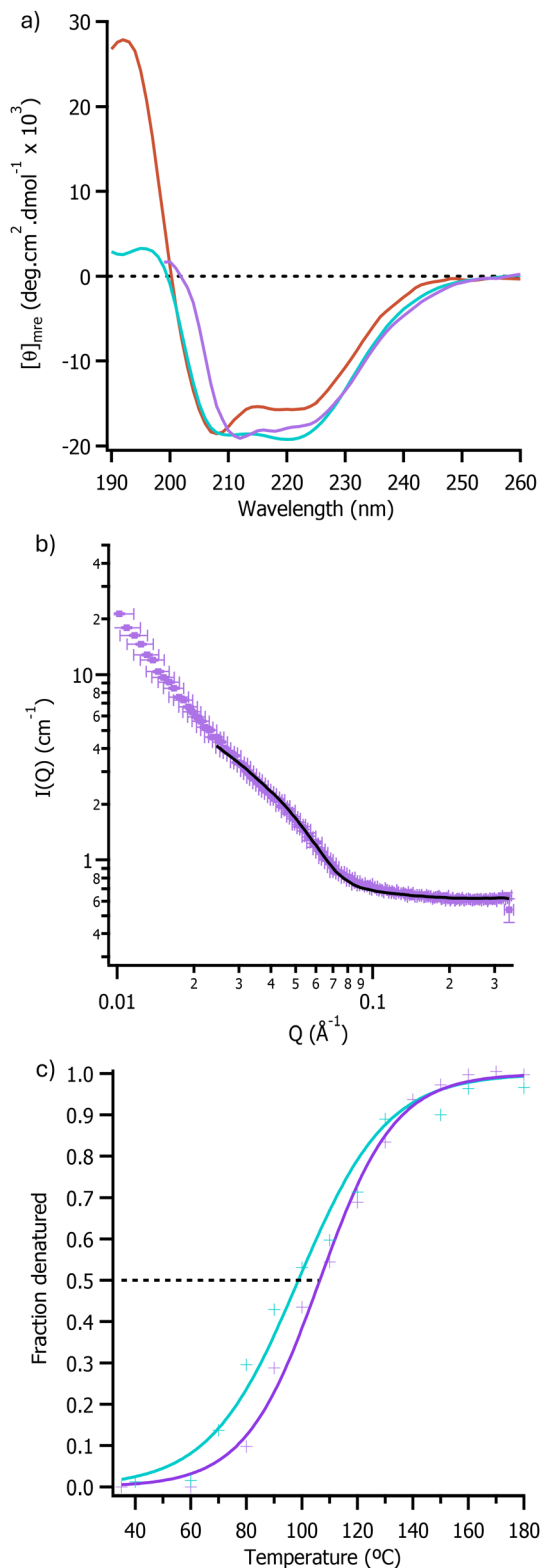 a)
30
20
10
0
-10
-20
[θ]mre (deg.cm2.dmol-1 x 103)
190 200 210 220 230 240 250 260
Wavelength (nm)
b)
4
2
10
8
6
4
2
1
8
6
4
I(Q) (cm-1)
0.01 2 3 4 5 6 7 8 9 0.1 2 3
Q (Å-1)
c)
1.0
0.9
0.8
0.7
0.6
0.5
0.4
0.3
0.2
0.1
0.0
Fraction denatured
40 60 80 100 120 140 160 180
Temperature (ºC)